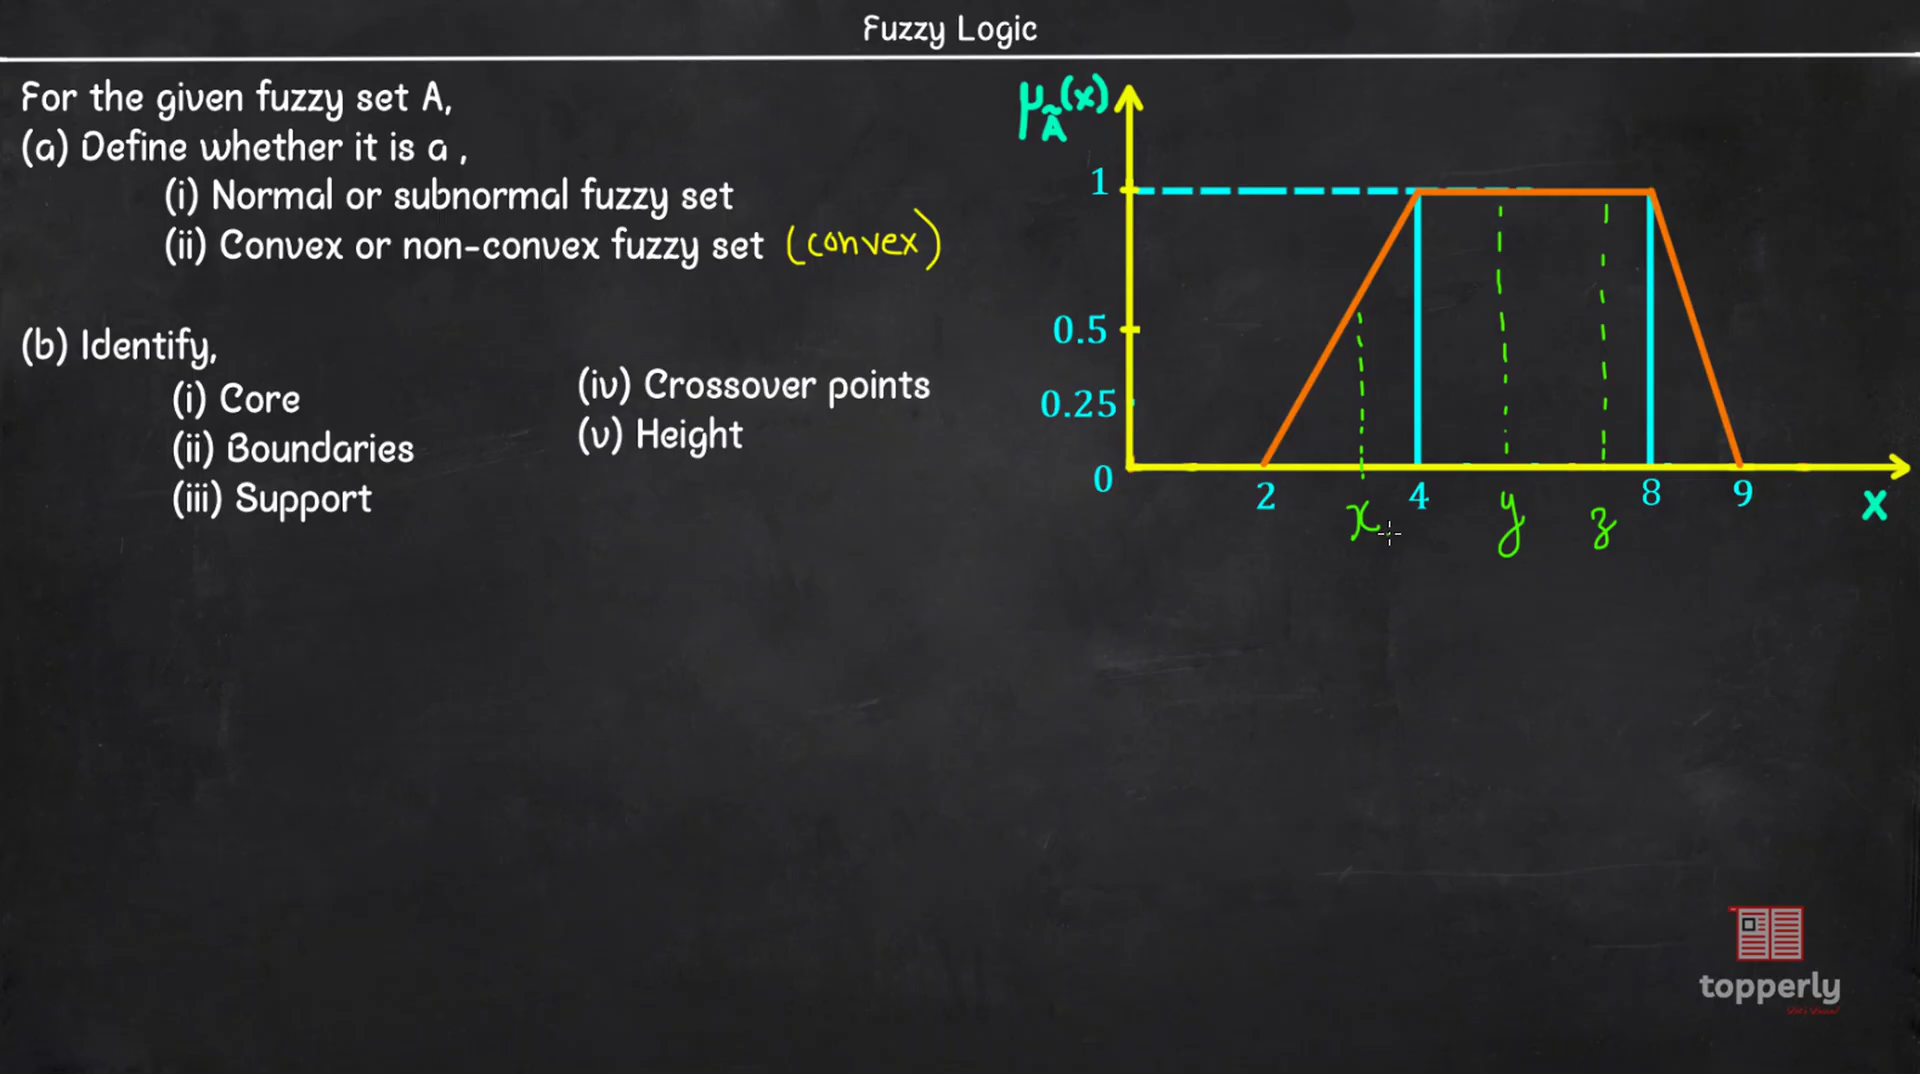 Fuzzy Logic
For the given fuzzy set A,
(a) Define whether it is a ,
(i) Normal or subnormal fuzzy set
(ii) Convex or non-convex fuzzy set (convex)
(b) Identify,
(i) Core
(ii) Boundaries
(iii) Support
(iv) Crossover points
(v) Height
μ_Ã(x)
1
0.5
0.25
0
2 4 8 9 X
x y z
topperly